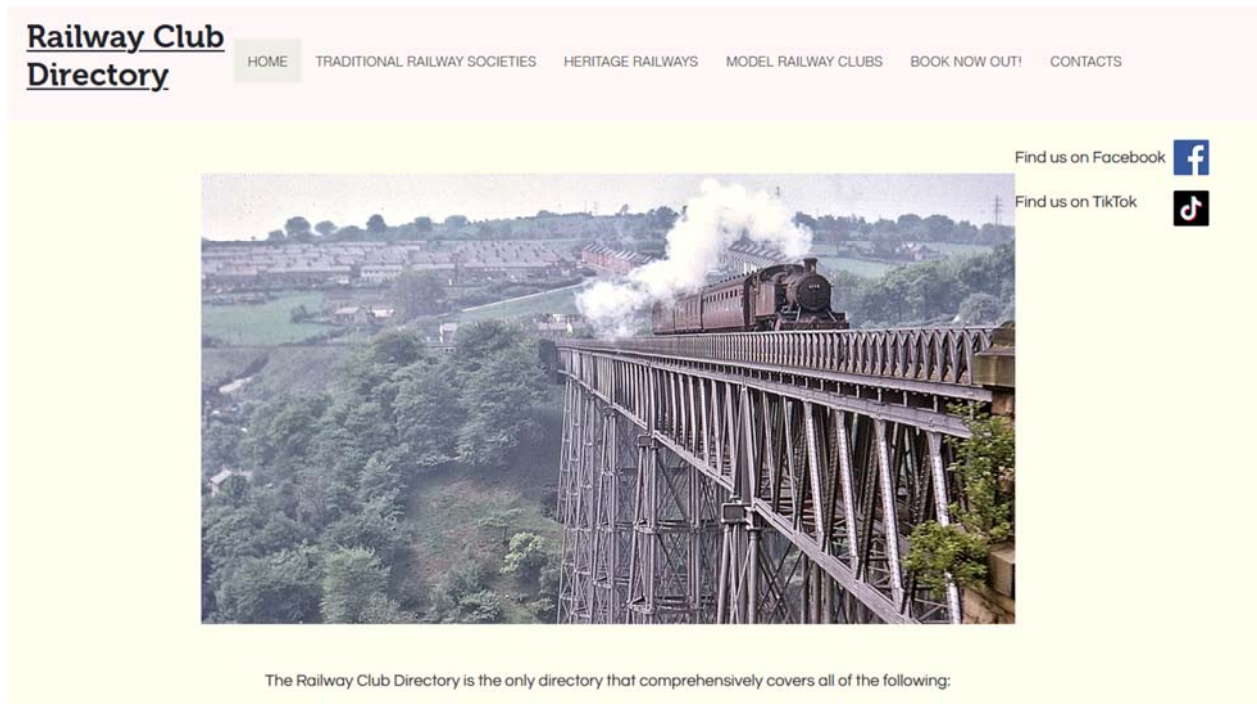 Railway Club
Directory
HOME
TRADITIONAL RAILWAY SOCIETIES
HERITAGE RAILWAYS
MODEL RAILWAY CLUBS
BOOK NOW OUT!
CONTACTS
Find us on Facebook
Find us on TikTok
The Railway Club Directory is the only directory that comprehensively covers all of the following: